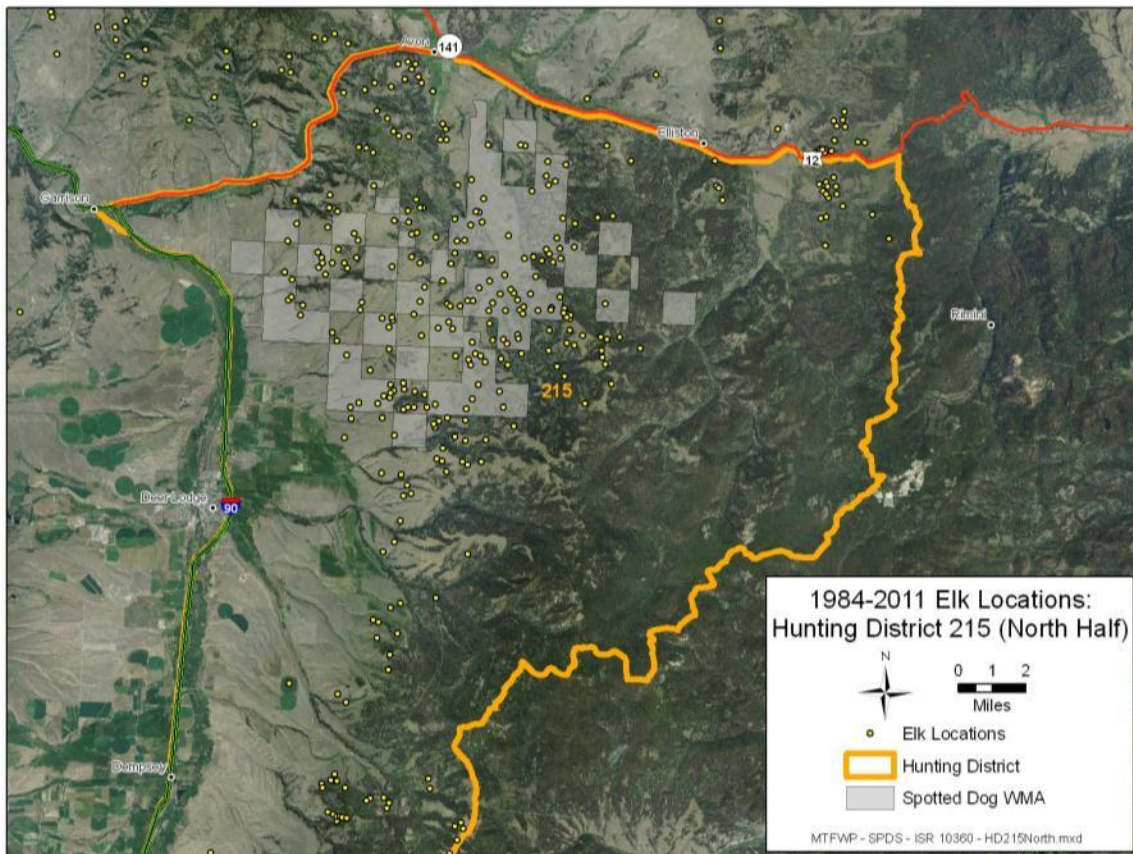 Avon
141
Elliston
12
Garrison
Rimini
215
Deer Lodge
90
Dempsey
1984-2011 Elk Locations:
Hunting District 215 (North Half)
N
0 1 2
Miles
Elk Locations
Hunting District
Spotted Dog WMA
MTFWP - SPDS - ISR 10360 - HD215North.mxd